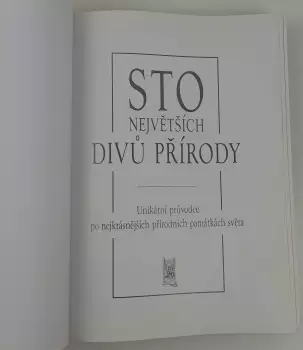 STO
NEJVĚTŠÍCH
DIVŮ PŘÍRODY
Unikátní průvodce
po nejkrásnějších přírodních památkách světa